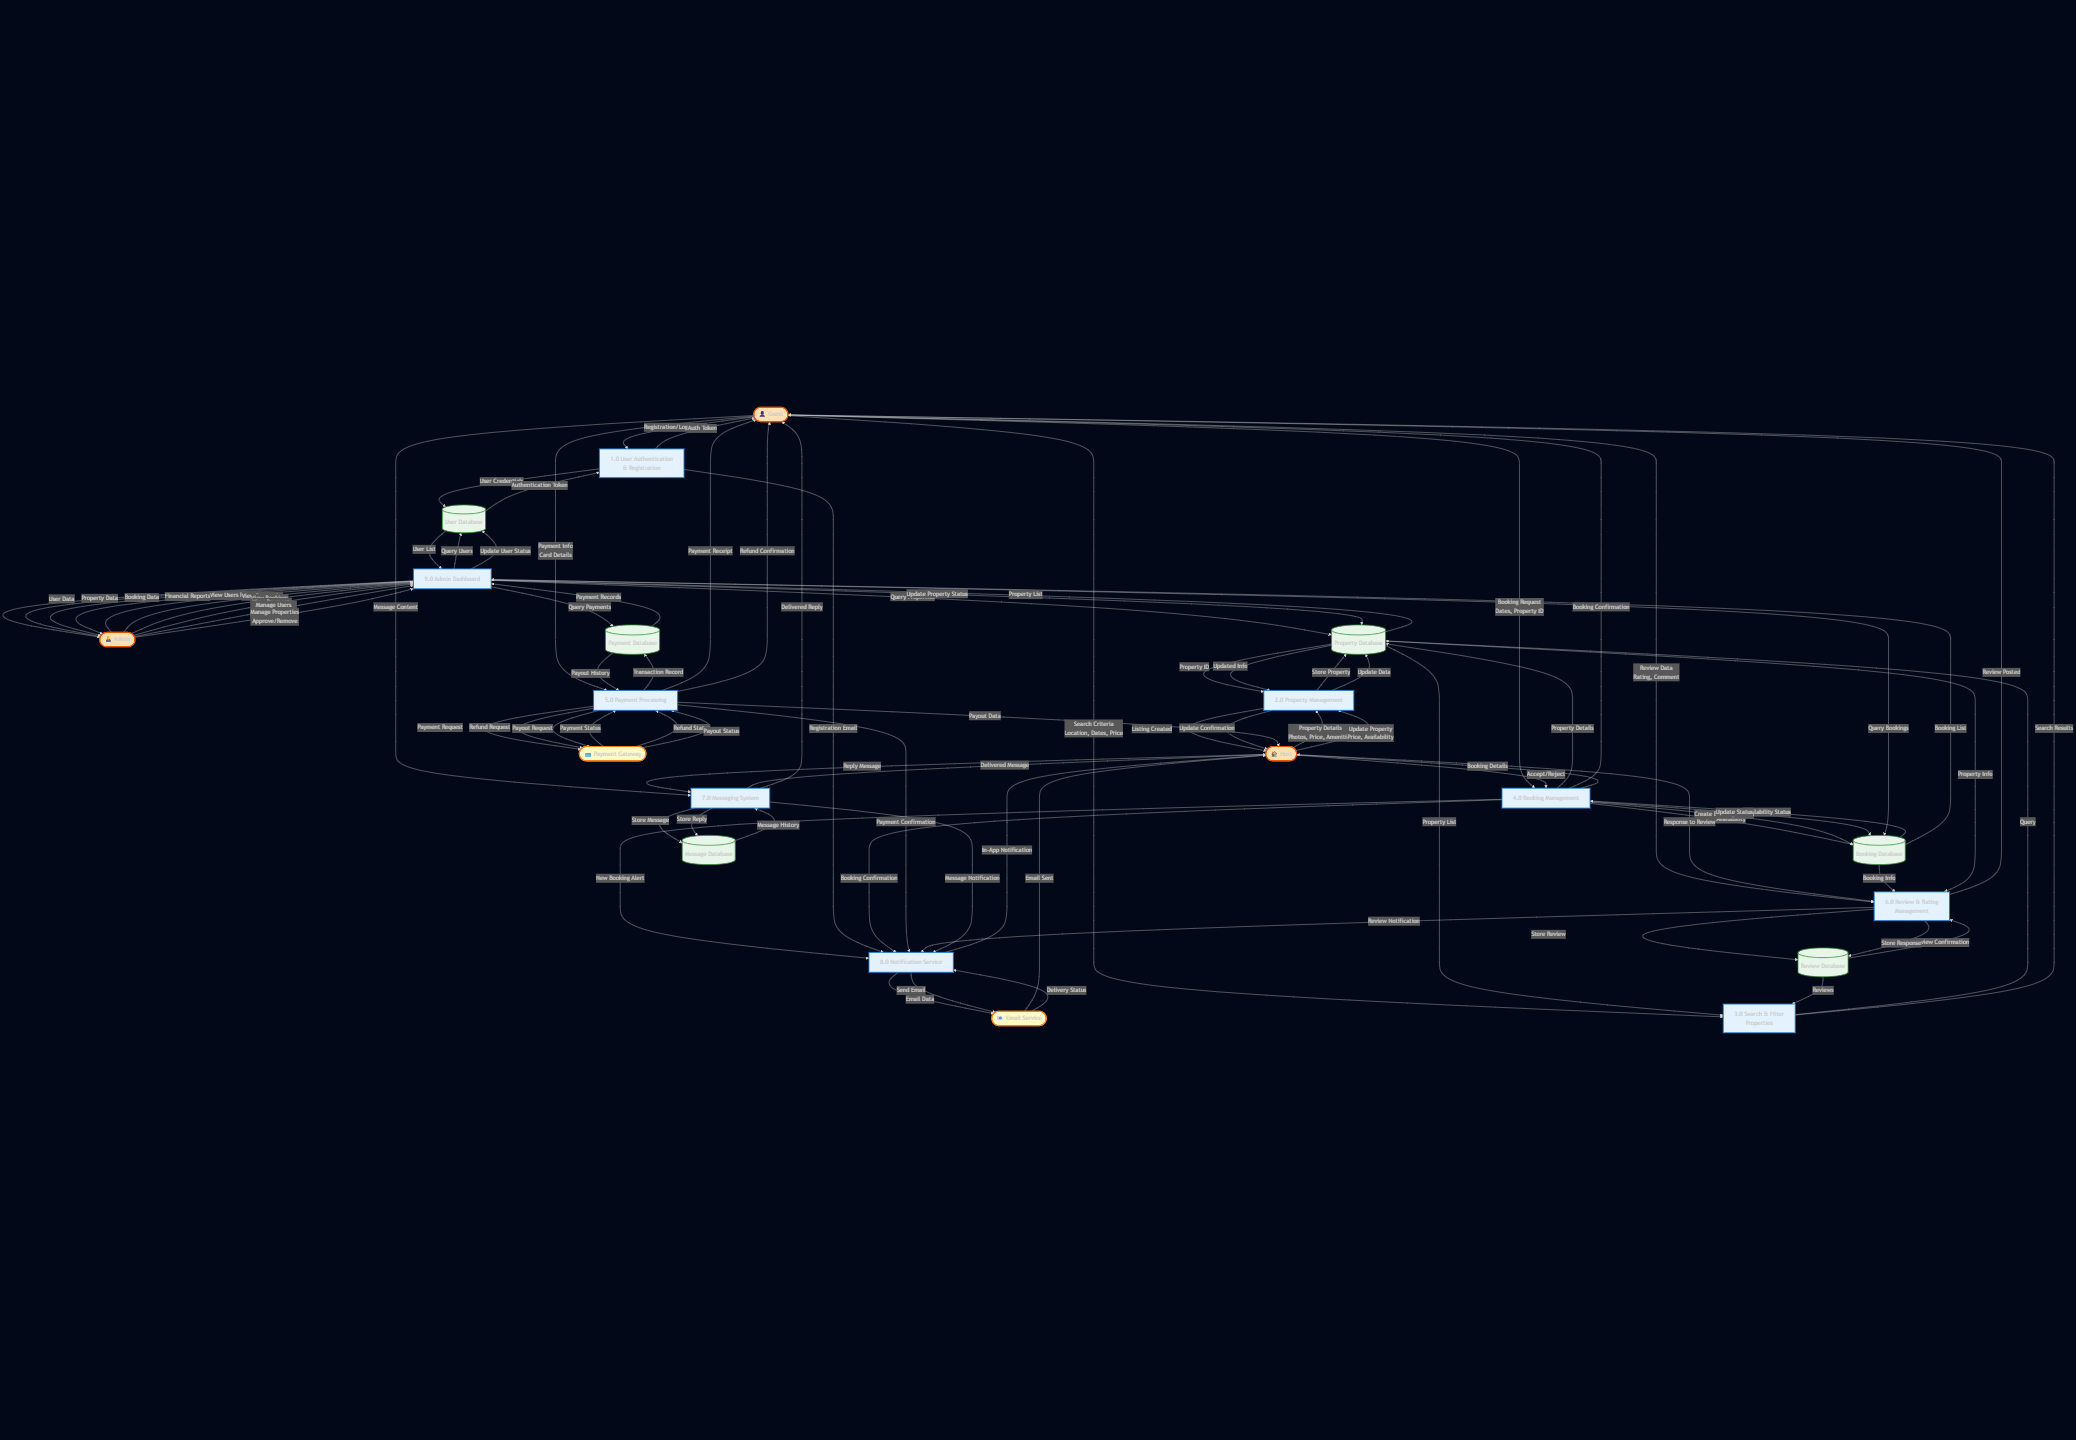 Guest
Registration/Log
Auth Token
1.0 User Authentication
& Registration
User Credentials
Authentication Token
User Database
User List
Query Users
Update User Status
Payment Info
Card Details
Payment Receipt
Refund Confirmation
9.0 Admin Dashboard
User Data
Property Data
Booking Data
Financial Reports
View Users
Manage Users
Manage Properties
Approve/Remove
Admin
Message Content
Payment Records
Query Payments
Delivered Reply
Query
Update Property Status
Property List
Booking Request
Dates, Property ID
Booking Confirmation
Payment Database
Property Database
Payout History
Transaction Record
Property ID
Updated Info
Store Property
Update Data
Review Data
Rating, Comment
Review Posted
5.0 Payment Processing
2.0 Property Management
Payment Request
Refund Request
Payout Request
Payment Status
Refund Status
Payout Status
Registration Email
Payout Data
Search Criteria
Location, Dates, Price
Listing Created
Update Confirmation
Property Details
Photos, Price, Amenities
Update Property
Price, Availability
Property Details
Query Bookings
Booking List
Search Results
Payment Gateway
Host
Reply Message
Delivered Message
Booking Details
Accept/Reject
Property Info
7.0 Messaging System
4.0 Booking Management
Store Message
Store Reply
Message History
Payment Confirmation
Property List
Response to Review
Create
Update Status
Availability Status
Availability
Query
Message Database
In-App Notification
Booking Database
New Booking Alert
Booking Confirmation
Message Notification
Email Sent
Booking Info
6.0 Review & Rating
Management
Review Notification
Store Review
Store Response
Review Confirmation
8.0 Notification Service
Review Database
Send Email
Email Data
Delivery Status
Reviews
Email Service
3.0 Search & Filter
Properties